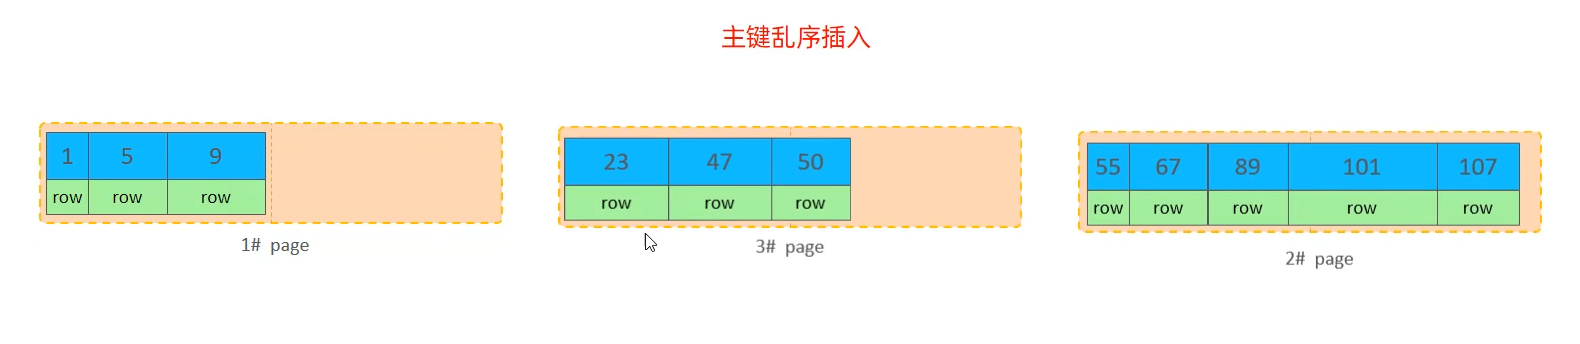 主键乱序插入
1 5 9
row row row
1# page
23 47 50
row row row
3# page
55 67 89 101 107
row row row row row
2# page